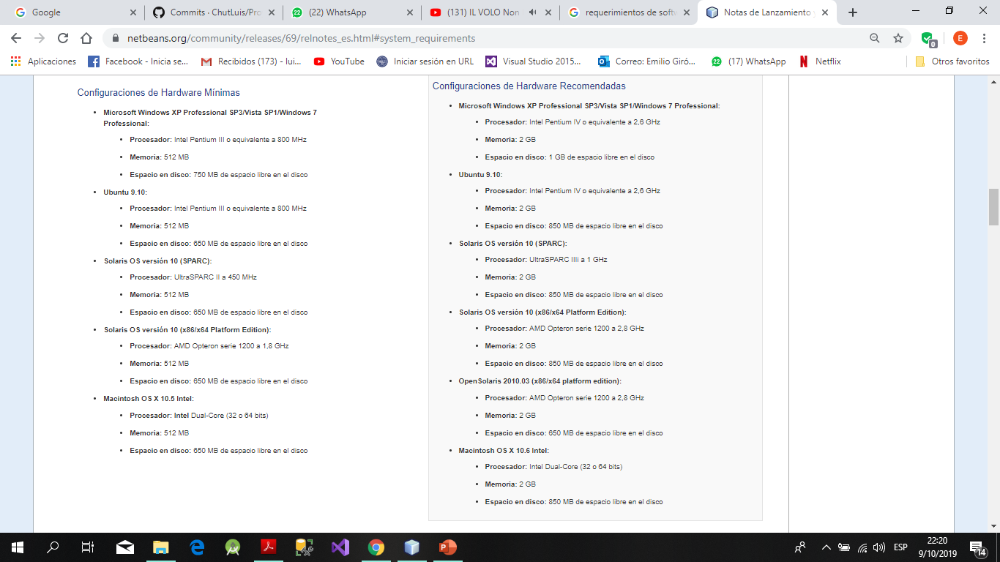 Google
Commits · ChutLuis/Pro
(22) WhatsApp
(131) IL VOLO Non
requerimientos de softw
Notas de Lanzamiento y
netbeans.org/community/releases/69/relnotes_es.html#system_requirements
0
E
Aplicaciones
Facebook - Inicia se...
Recibidos (173) - lui...
YouTube
Iniciar sesión en URL
Visual Studio 2015...
Correo: Emilio Giró...
(17) WhatsApp
Netflix
Otros favoritos
Configuraciones de Hardware Mínimas
Microsoft Windows XP Professional SP3/Vista SP1/Windows 7
Professional:
Procesador: Intel Pentium III o equivalente a 800 MHz
Memoria: 512 MB
Espacio en disco: 750 MB de espacio libre en el disco
Ubuntu 9.10:
Procesador: Intel Pentium III o equivalente a 800 MHz
Memoria: 512 MB
Espacio en disco: 650 MB de espacio libre en el disco
Solaris OS versión 10 (SPARC):
Procesador: UltraSPARC II a 450 MHz
Memoria: 512 MB
Espacio en disco: 650 MB de espacio libre en el disco
Solaris OS versión 10 (x86/x64 Platform Edition):
Procesador: AMD Opteron serie 1200 a 1,8 GHz
Memoria: 512 MB
Espacio en disco: 650 MB de espacio libre en el disco
Macintosh OS X 10.5 Intel:
Procesador: Intel Dual-Core (32 o 64 bits)
Memoria: 512 MB
Espacio en disco: 650 MB de espacio libre en el disco
Configuraciones de Hardware Recomendadas
Microsoft Windows XP Professional SP3/Vista SP1/Windows 7 Professional:
Procesador: Intel Pentium IV o equivalente a 2,6 GHz
Memoria: 2 GB
Espacio en disco: 1 GB de espacio libre en el disco
Ubuntu 9.10:
Procesador: Intel Pentium IV o equivalente a 2,6 GHz
Memoria: 2 GB
Espacio en disco: 850 MB de espacio libre en el disco
Solaris OS versión 10 (SPARC):
Procesador: UltraSPARC IIIi a 1 GHz
Memoria: 2 GB
Espacio en disco: 850 MB de espacio libre en el disco
Solaris OS versión 10 (x86/x64 Platform Edition):
Procesador: AMD Opteron serie 1200 a 2,8 GHz
Memoria: 2 GB
Espacio en disco: 850 MB de espacio libre en el disco
OpenSolaris 2010.03 (x86/x64 platform edition):
Procesador: AMD Opteron serie 1200 a 2,8 GHz
Memoria: 2 GB
Espacio en disco: 650 MB de espacio libre en el disco
Macintosh OS X 10.6 Intel:
Procesador: Intel Dual-Core (32 o 64 bits)
Memoria: 2 GB
Espacio en disco: 850 MB de espacio libre en el disco
ESP
22:20
9/10/2019
14